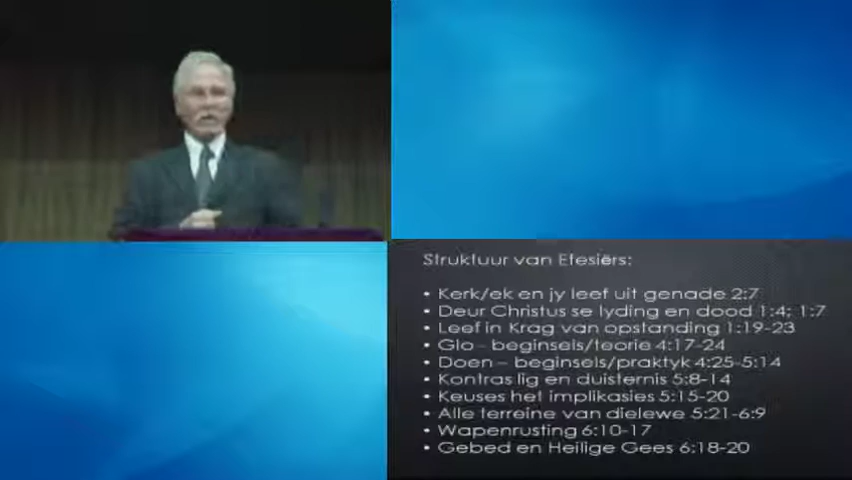 Struktuur van Efesiërs:
• Kerk/ek en jy leef uit genade 2:7
• Deur Christus se lyding en dood 1:4; 1:7
• Leef in Krag van opstanding 1:19-23
• Glo - beginsels/teorie 4:17-24
• Doen – beginsels/praktyk 4:25-5:14
• Kontras lig en duisternis 5:8-14
• Keuses het implikasies 5:15-20
• Alle terreine van dielewe 5:21-6:9
• Wapenrusting 6:10-17
• Gebed en Heilige Gees 6:18-20